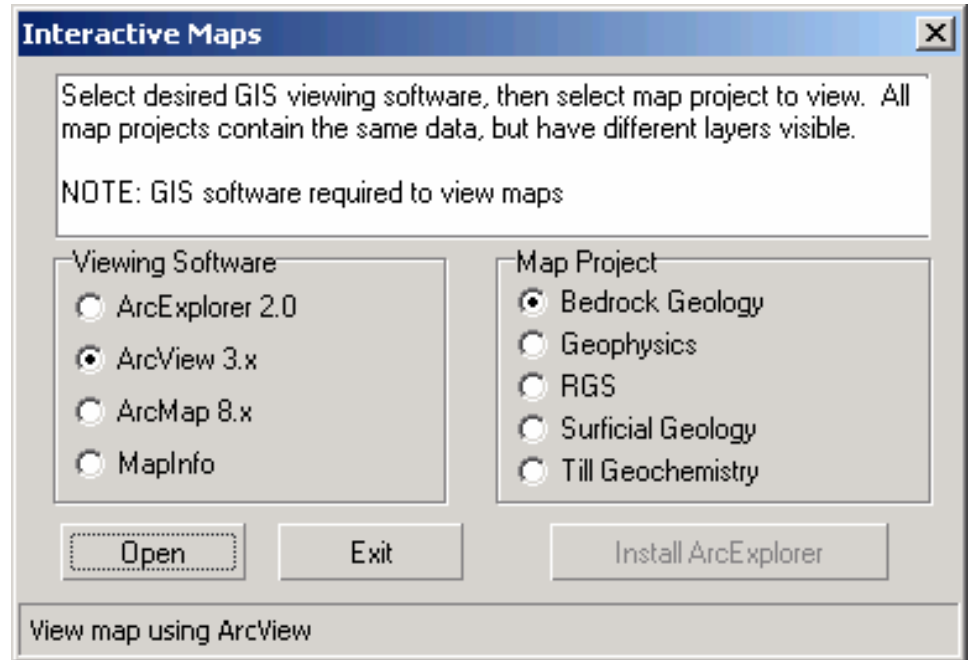 Interactive Maps
Select desired GIS viewing software, then select map project to view.  All
map projects contain the same data, but have different layers visible.
NOTE: GIS software required to view maps
Viewing Software
ArcExplorer 2.0
ArcView 3.x
ArcMap 8.x
MapInfo
Map Project
Bedrock Geology
Geophysics
RGS
Surficial Geology
Till Geochemistry
Open
Exit
Install ArcExplorer
View map using ArcView